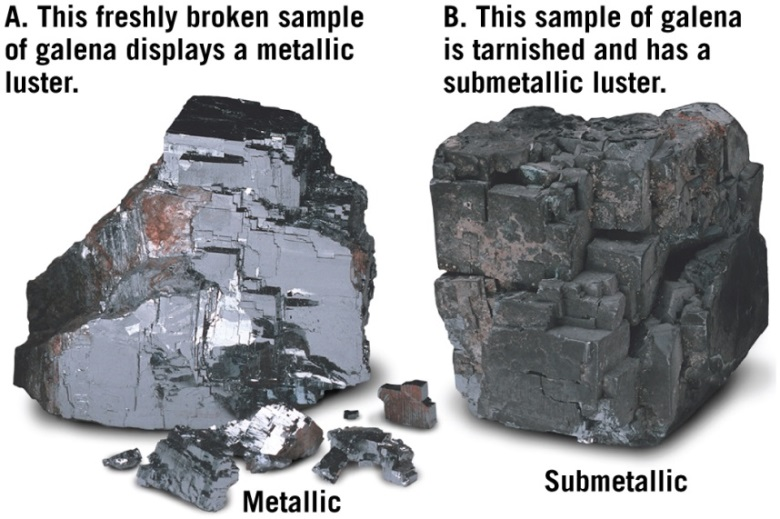 A. This freshly broken sample
of galena displays a metallic
luster.
B. This sample of galena
is tarnished and has a
submetallic luster.
Metallic
Submetallic